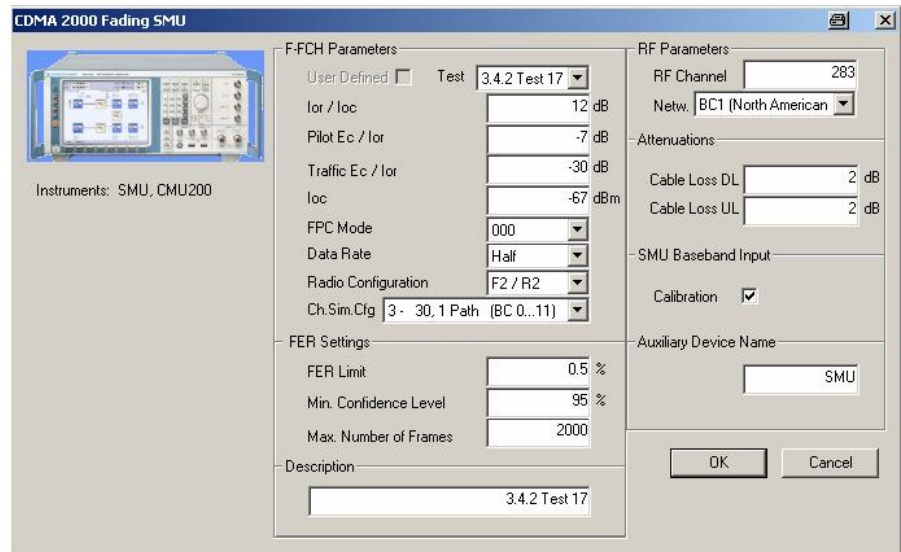 CDMA 2000 Fading SMU
Instruments: SMU, CMU200
F-FCH Parameters
User Defined Test 3.4.2 Test 17
Ior / Ioc 12 dB
Pilot Ec / Ior -7 dB
Traffic Ec / Ior -30 dB
Ioc -67 dBm
FPC Mode 000
Data Rate Half
Radio Configuration F2 / R2
Ch.Sim.Cfg 3 - 30, 1 Path (BC 0...11)
FER Settings
FER Limit 0.5 %
Min. Confidence Level 95 %
Max. Number of Frames 2000
Description
3.4.2 Test 17
RF Parameters
RF Channel 283
Netw. BC1 (North American
Attenuations
Cable Loss DL 2 dB
Cable Loss UL 2 dB
SMU Baseband Input
Calibration
Auxiliary Device Name
SMU
OK Cancel